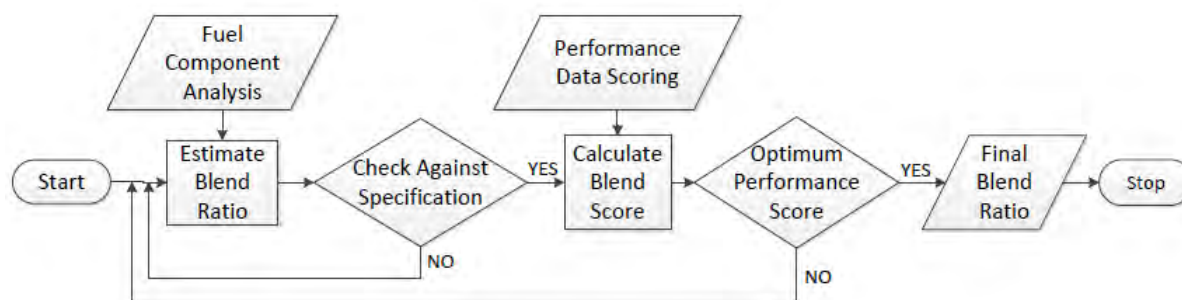 Fuel
Component
Analysis
Performance
Data Scoring
Start
Estimate
Blend
Ratio
Check Against
Specification
YES
Calculate
Blend
Score
Optimum
Performance
Score
YES
Final
Blend
Ratio
Stop
NO
NO